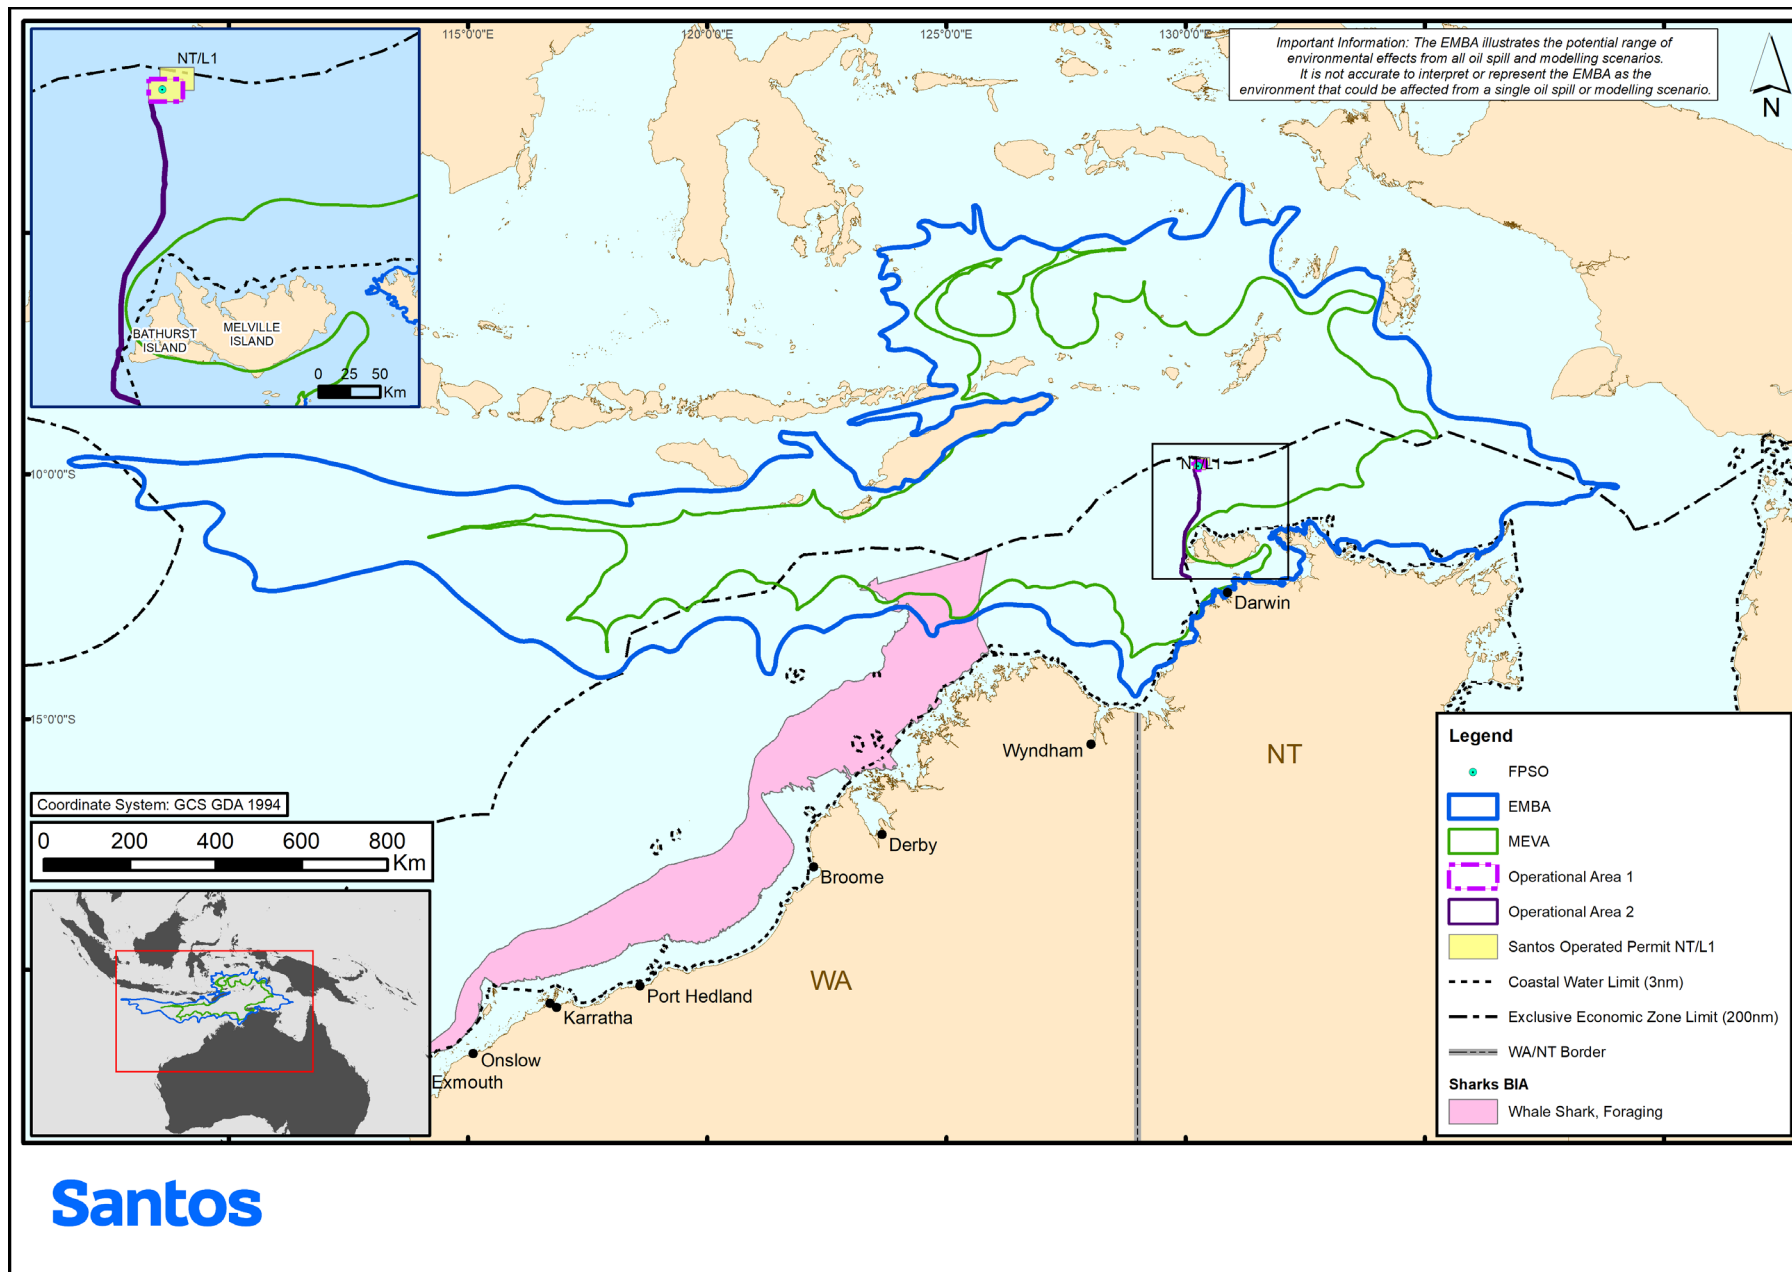 115°0'0"E
120°0'0"E
125°0'0"E
130°0'0"E
Important Information: The EMBA illustrates the potential range of
environmental effects from all oil spill and modelling scenarios.
It is not accurate to interpret or represent the EMBA as the
environment that could be affected from a single oil spill or modelling scenario.
N
NT/L1
BATHURST
ISLAND
MELVILLE
ISLAND
0 25 50
Km
10°0'0"S
NT/L1
Darwin
15°0'0"S
Wyndham
NT
Derby
Broome
WA
Port Hedland
Karratha
Onslow
Exmouth
Coordinate System: GCS GDA 1994
0 200 400 600 800
Km
Legend
FPSO
EMBA
MEVA
Operational Area 1
Operational Area 2
Santos Operated Permit NT/L1
Coastal Water Limit (3nm)
Exclusive Economic Zone Limit (200nm)
WA/NT Border
Sharks BIA
Whale Shark, Foraging
Santos